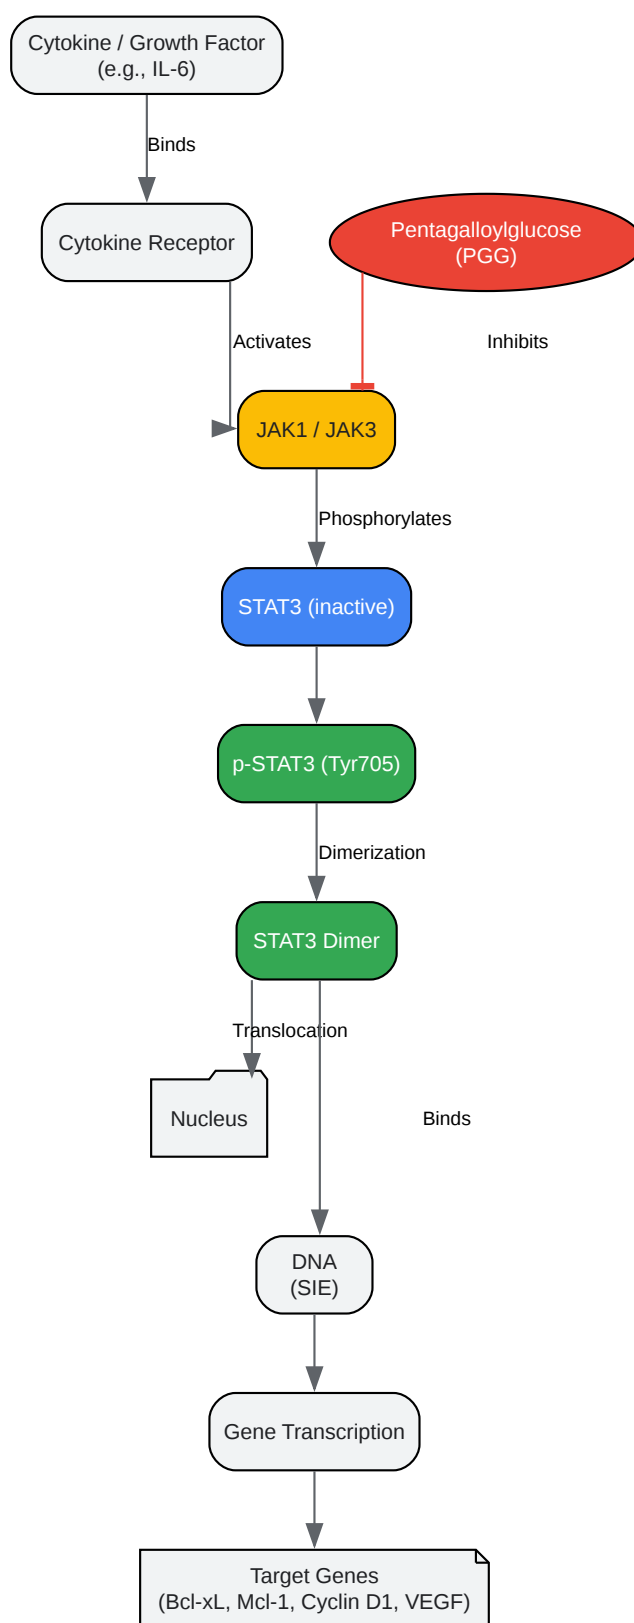 Cytokine / Growth Factor
(e.g., IL-6)
Binds
Cytokine Receptor
Pentagalloylglucose
(PGG)
Activates
Inhibits
JAK1 / JAK3
Phosphorylates
STAT3 (inactive)
p-STAT3 (Tyr705)
Dimerization
STAT3 Dimer
Translocation
Nucleus
Binds
DNA
(SIE)
Gene Transcription
Target Genes
(Bcl-xL, Mcl-1, Cyclin D1, VEGF)